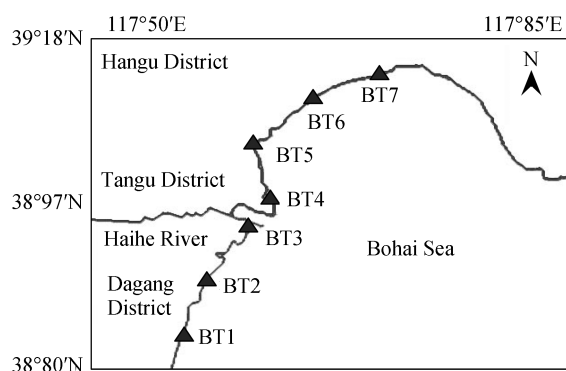 117°50′E 117°85′E
39°18′N
Hangu District
N
BT7
BT6
BT5
Tangu District
38°97′N
BT4
Haihe River
BT3
Bohai Sea
Dagang
District
BT2
BT1
38°80′N